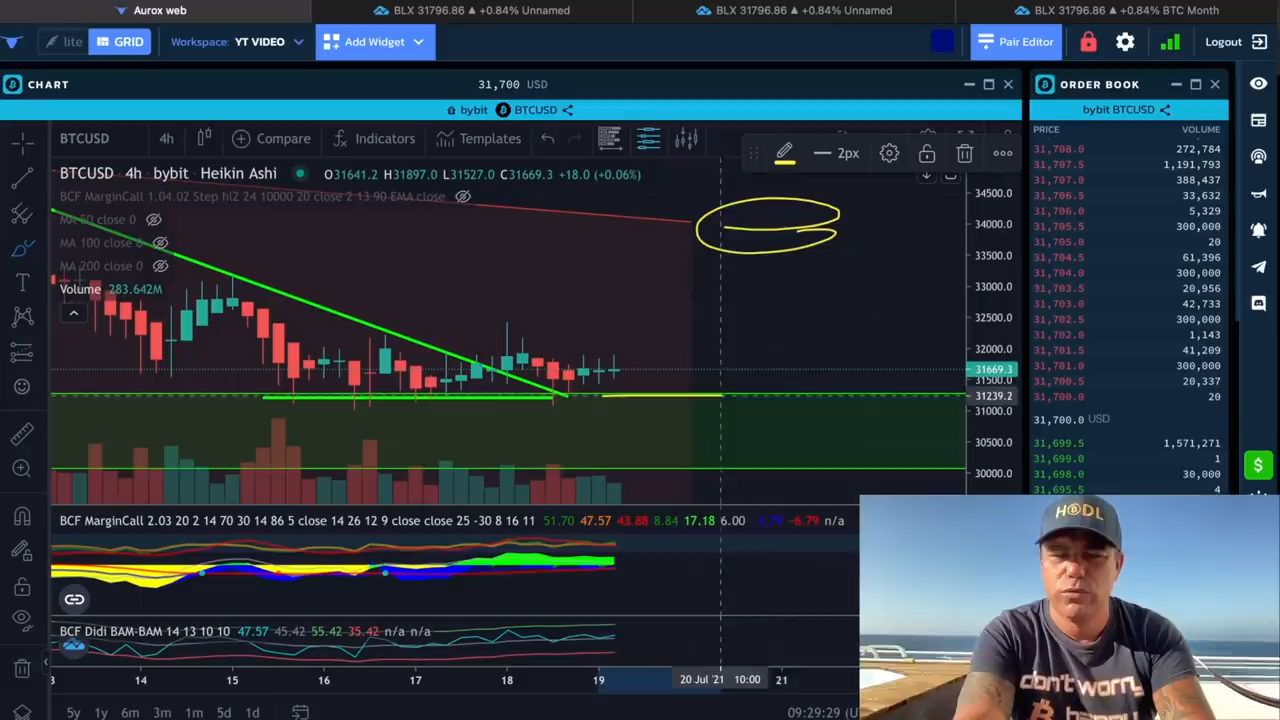 Aurox web
BLX 31796.86 ▲ +0.84% Unnamed
BLX 31796.86 ▲ +0.84% Unnamed
BLX 31796.86 ▲ +0.84% BTC Month
lite
GRID
Workspace: YT VIDEO
Add Widget
Pair Editor
Logout
CHART
31,700 USD
bybit BTCUSD
ORDER BOOK
bybit BTCUSD
BTCUSD
4h
Compare
Indicators
Templates
2px
BTCUSD 4h bybit Heikin Ashi O31641.2 H31897.0 L31527.0 C31669.3 +18.0 (+0.06%)
BCF MarginCall 1.04.02 Step hl2 24 10000 20 close 2 13 90 EMA close
MA 50 close 0
MA 100 close 0
MA 200 close 0
Volume 283.642M
34500.0
34000.0
33500.0
33000.0
32500.0
32000.0
31669.3
31500.0
31239.2
31000.0
30500.0
30000.0
PRICE VOLUME
31,708.0 272,784
31,707.5 1,191,793
31,707.0 388,437
31,706.5 33,632
31,706.0 5,329
31,705.5 300,000
31,705.0 20
31,704.5 61,396
31,704.0 300,000
31,703.5 20,956
31,703.0 42,733
31,702.5 300,000
31,702.0 1,143
31,701.5 41,209
31,701.0 300,000
31,700.5 20,337
31,700.0 20
31,700.0 USD
31,699.5 1,571,271
31,699.0 1
31,698.0 30,000
31,695.5 4
BCF MarginCall 2.03 20 2 14 70 30 14 86 5 close 14 26 12 9 close close 25 -30 8 16 11 51.70 47.57 43.88 8.84 17.18 6.00 -6.79 n/a
BCF Didi BAM-BAM 14 13 10 10 47.57 45.42 55.42 35.42 n/a n/a
3 14 15 16 17 18 19 20 Jul '21 10:00 21
5y 1y 6m 3m 1m 5d 1d
09:29:29
HODL
don't worry